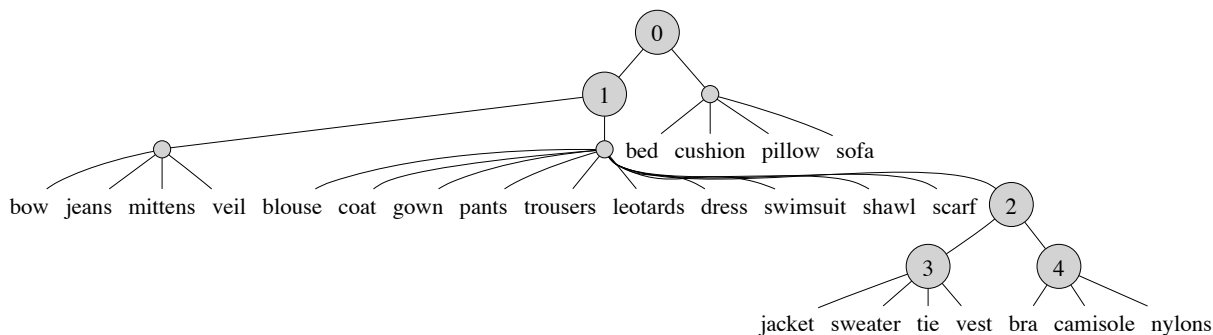 0
1
bed cushion pillow sofa
bow jeans mittens veil blouse coat gown pants trousers leotards dress swimsuit shawl scarf 2
3 4
jacket sweater tie vest bra camisole nylons